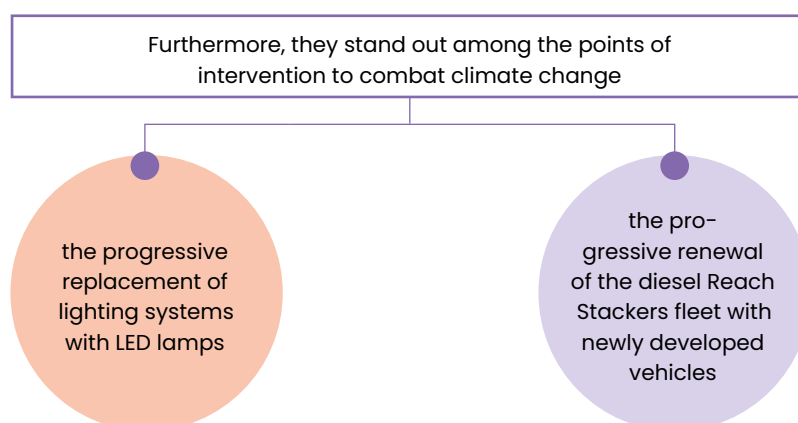 Furthermore, they stand out among the points of
intervention to combat climate change
the progressive
replacement of
lighting systems
with LED lamps
the pro-
gressive renewal
of the diesel Reach
Stackers fleet with
newly developed
vehicles